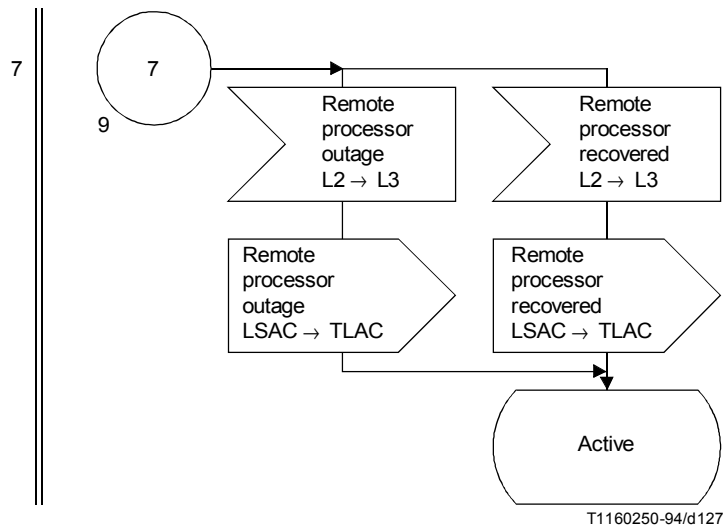 7
7
9
Remote
processor
outage
L2 → L3
Remote
processor
recovered
L2 → L3
Remote
processor
outage
LSAC → TLAC
Remote
processor
recovered
LSAC → TLAC
Active
T1160250-94/d127